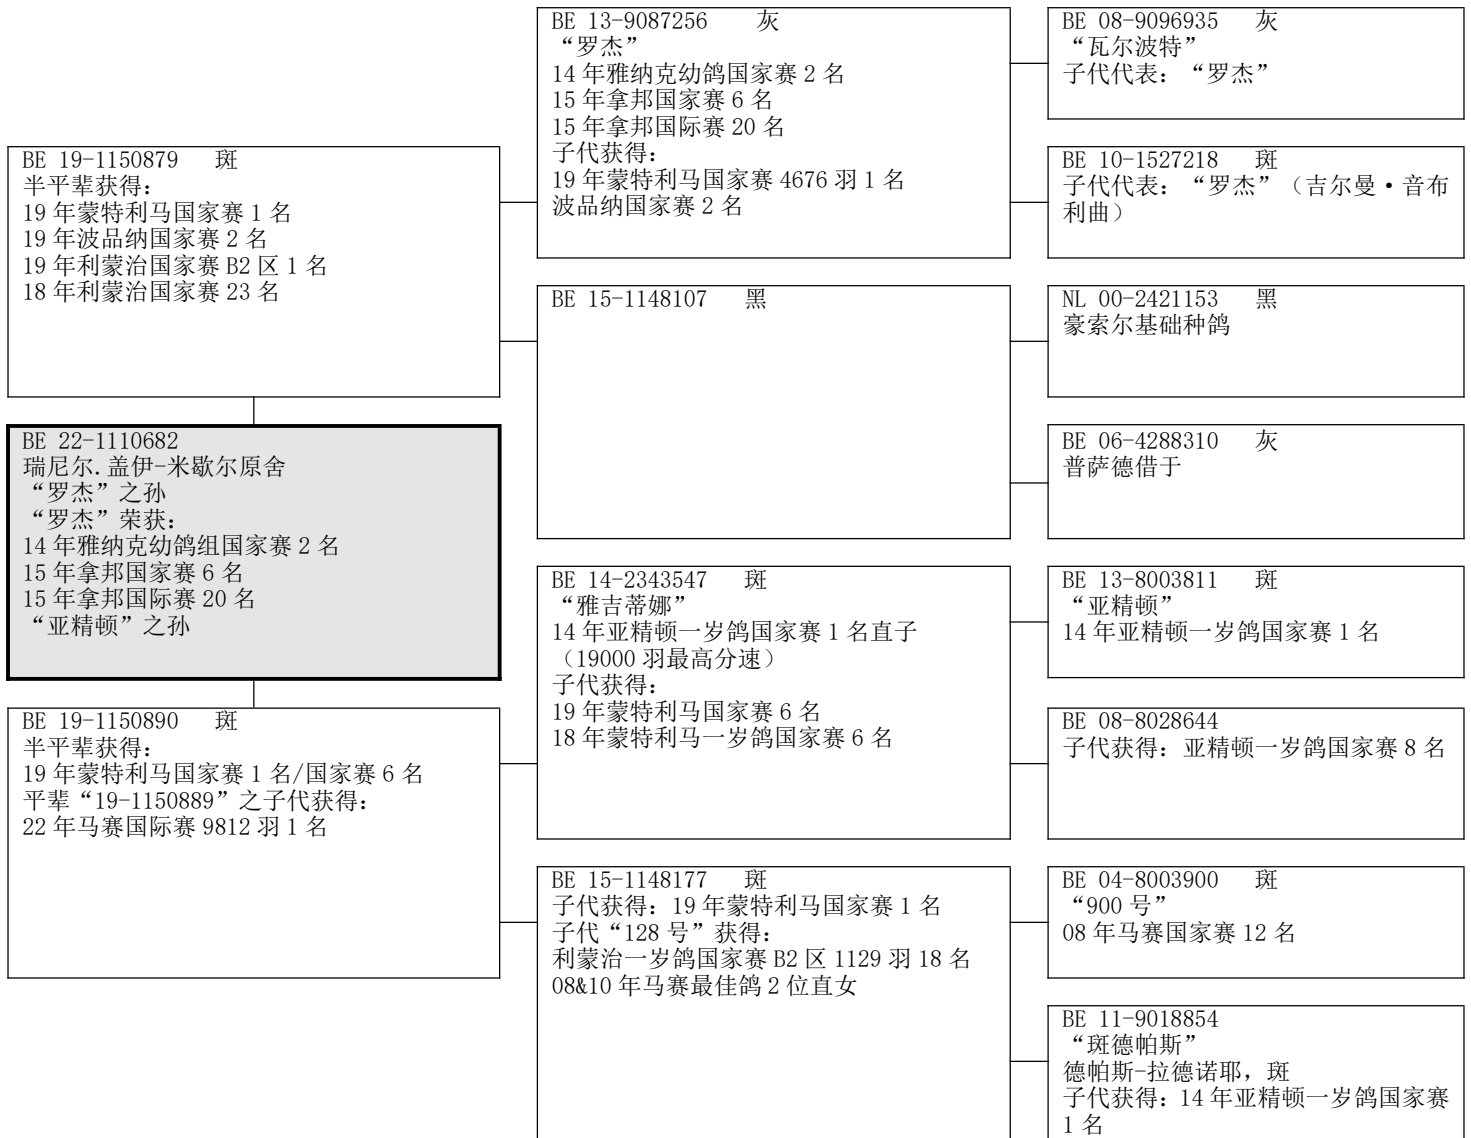 BE 19-1150879 斑
半平辈获得：
19 年蒙特利马国家赛 1 名
19 年波品纳国家赛 2 名
19 年利蒙治国家赛 B2 区 1 名
18 年利蒙治国家赛 23 名
BE 22-1110682
瑞尼尔.盖伊-米歇尔原舍
“罗杰”之孙
“罗杰”荣获：
14 年雅纳克幼鸽组国家赛 2 名
15 年拿邦国家赛 6 名
15 年拿邦国际赛 20 名
“亚精顿”之孙
BE 19-1150890 斑
半平辈获得：
19 年蒙特利马国家赛 1 名/国家赛 6 名
平辈“19-1150889”之子代获得：
22 年马赛国际赛 9812 羽 1 名
BE 13-9087256 灰
“罗杰”
14 年雅纳克幼鸽国家赛 2 名
15 年拿邦国家赛 6 名
15 年拿邦国际赛 20 名
子代获得：
19 年蒙特利马国家赛 4676 羽 1 名
波品纳国家赛 2 名
BE 15-1148107 黑
BE 14-2343547 斑
“雅吉蒂娜”
14 年亚精顿一岁鸽国家赛 1 名直子
（19000 羽最高分速）
子代获得：
19 年蒙特利马国家赛 6 名
18 年蒙特利马一岁鸽国家赛 6 名
BE 15-1148177 斑
子代获得：19 年蒙特利马国家赛 1 名
子代“128 号”获得：
利蒙治一岁鸽国家赛 B2 区 1129 羽 18 名
08&10 年马赛最佳鸽 2 位直女
BE 08-9096935 灰
“瓦尔波特”
子代代表：“罗杰”
BE 10-1527218 斑
子代代表：“罗杰”（吉尔曼·音布
利曲）
NL 00-2421153 黑
豪索尔基础种鸽
BE 06-4288310 灰
普萨德借于
BE 13-8003811 斑
“亚精顿”
14 年亚精顿一岁鸽国家赛 1 名
BE 08-8028644
子代获得：亚精顿一岁鸽国家赛 8 名
BE 04-8003900 斑
“900 号”
08 年马赛国家赛 12 名
BE 11-9018854
“斑德帕斯”
德帕斯-拉德诺耶，斑
子代获得：14 年亚精顿一岁鸽国家赛
1 名